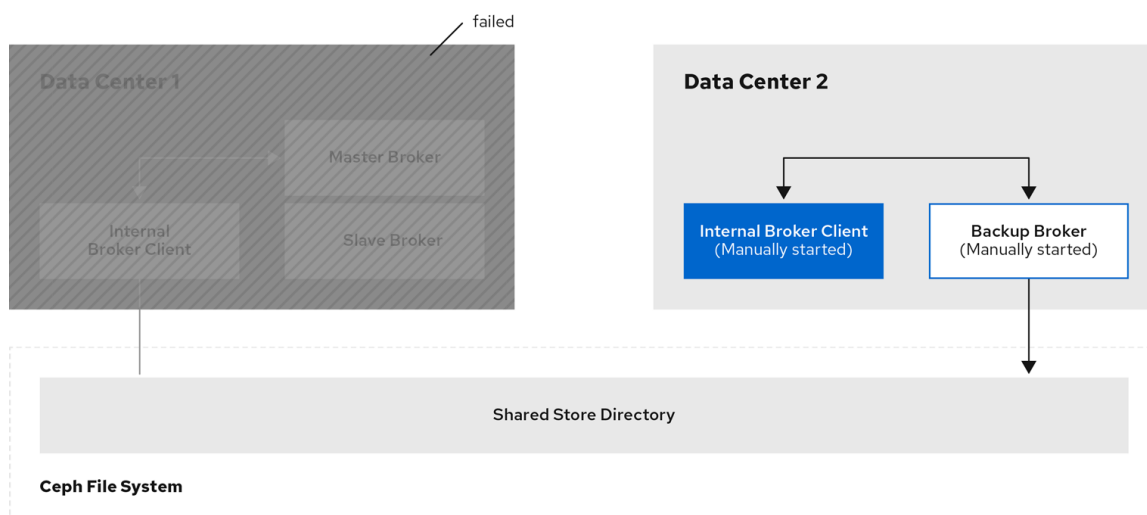 failed
Data Center 1
Master Broker
Internal
Broker Client
Slave Broker
Data Center 2
Internal Broker Client
(Manually started)
Backup Broker
(Manually started)
Shared Store Directory
Ceph File System